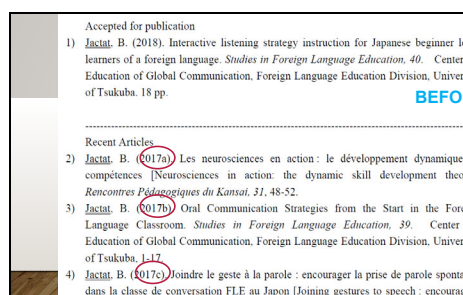 Accepted for publication
1) Jactat, B. (2018). Interactive listening strategy instruction for Japanese beginner
learners of a foreign language. Studies in Foreign Language Education, 40. Center
Education of Global Communication, Foreign Language Education Division,
of Tsukuba. 18 pp.
BEFO
Recent Articles
2) Jactat, B. (2017a) Les neurosciences en action : le développement dynamique
compétences [Neurosciences in action: the dynamic skill development
Rencontres Pédagogiques du Kansai, 31, 48-52.
3) Jactat, B. (2017b) Oral Communication Strategies from the Start in the
Language Classroom. Studies in Foreign Language Education, 39. Center
Education of Global Communication, Foreign Language Education Division,
of Tsukuba, 1-17.
4) Jactat, B. (2017c) Joindre le geste à la parole : encourager la prise de parole
dans la classe de conversation FLE au Japon [Joining gestures to speech :